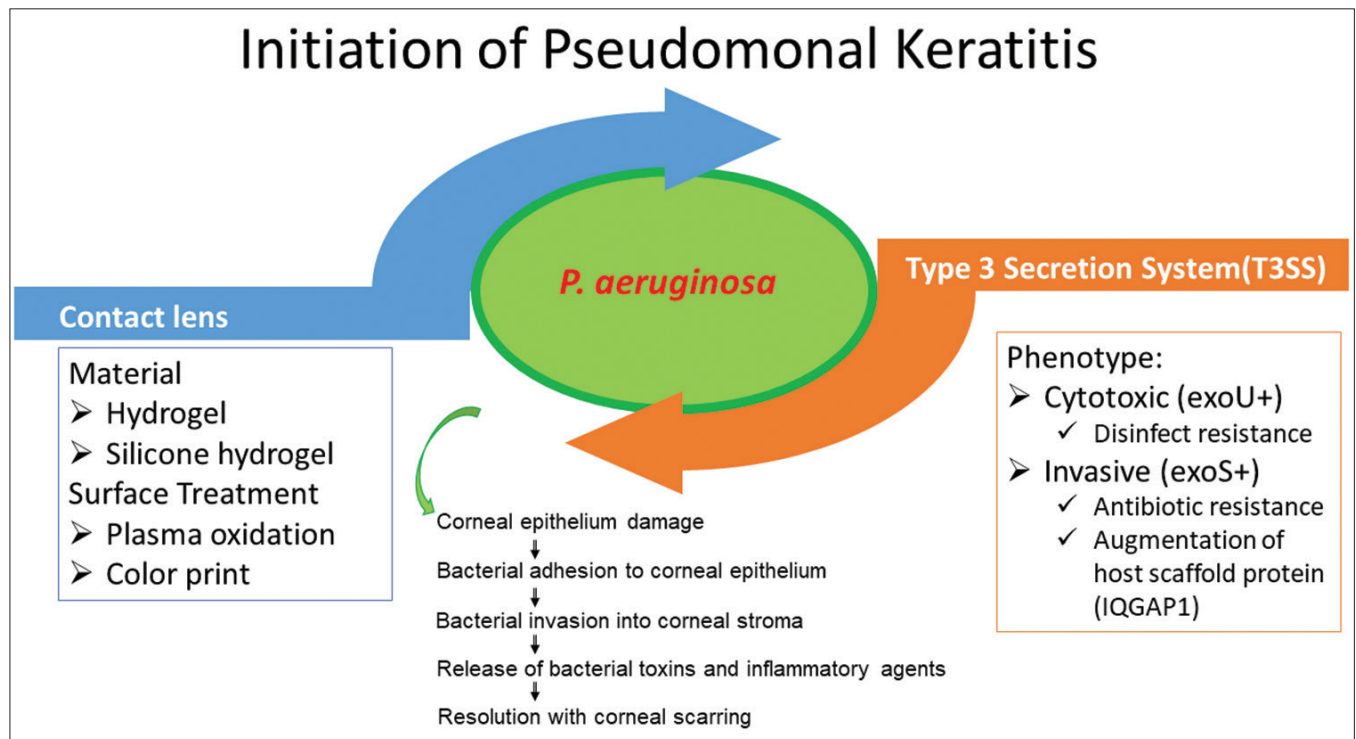 Initiation of Pseudomonal Keratitis
P. aeruginosa
Contact lens
Material
➢ Hydrogel
➢ Silicone hydrogel
Surface Treatment
➢ Plasma oxidation
➢ Color print
Type 3 Secretion System(T3SS)
Phenotype:
➢ Cytotoxic (exoU+)
✓ Disinfect resistance
➢ Invasive (exoS+)
✓ Antibiotic resistance
✓ Augmentation of
host scaffold protein
(IQGAP1)
Corneal epithelium damage
Bacterial adhesion to corneal epithelium
Bacterial invasion into corneal stroma
Release of bacterial toxins and inflammatory agents
Resolution with corneal scarring